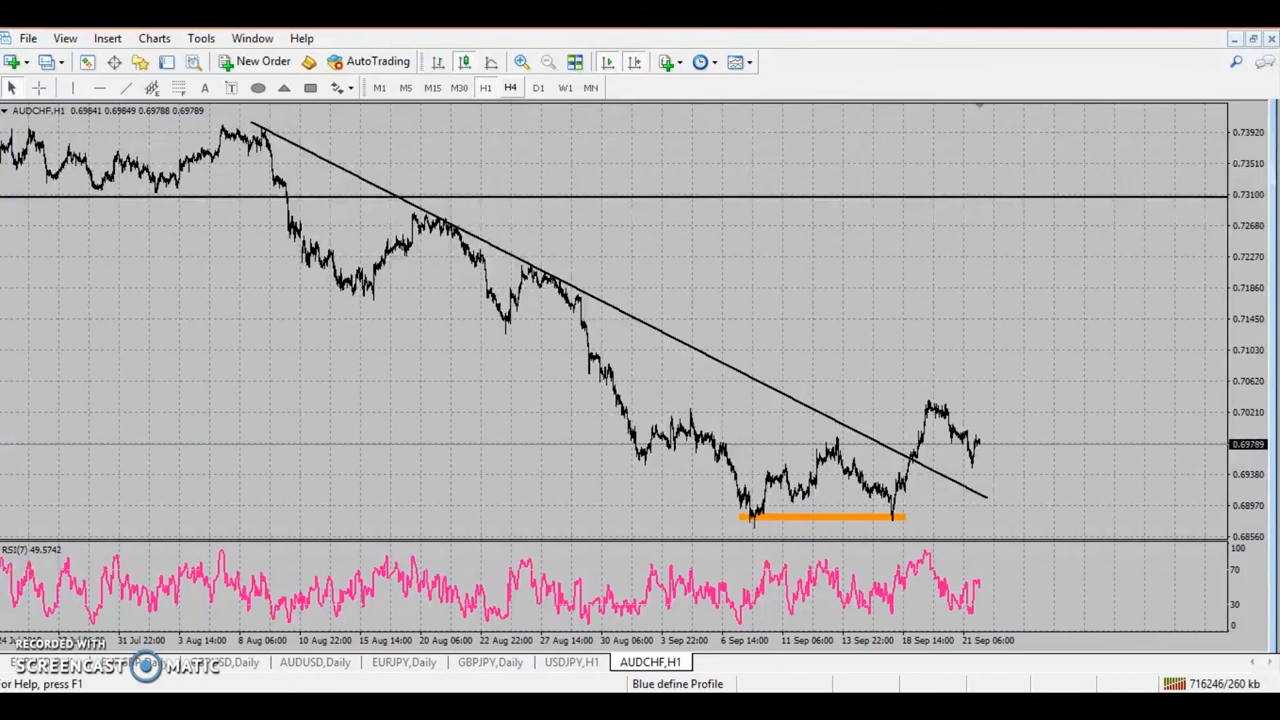 File View Insert Charts Tools Window Help
New Order AutoTrading
A T M1 M5 M15 M30 H1 H4 D1 W1 MN
AUDCHF,H1 0.69841 0.69849 0.69788 0.69789
0.73920
0.73510
0.73100
0.72680
0.72270
0.71860
0.71450
0.71030
0.70620
0.70210
0.69789
0.69380
0.68970
0.68560
RSI(7) 49.5742
100
70
30
0
31 Jul 22:00 3 Aug 14:00 8 Aug 06:00 10 Aug 22:00 15 Aug 14:00 20 Aug 06:00 22 Aug 22:00 27 Aug 14:00 30 Aug 06:00 3 Sep 22:00 6 Sep 14:00 11 Sep 06:00 13 Sep 22:00 18 Sep 14:00 21 Sep 06:00
RECORDED WITH
SCREENCAST MATIC
AUDUSD,Daily EURJPY,Daily GBPJPY,Daily USDJPY,H1 AUDCHF,H1
For Help, press F1 Blue define Profile 716246/260 kb